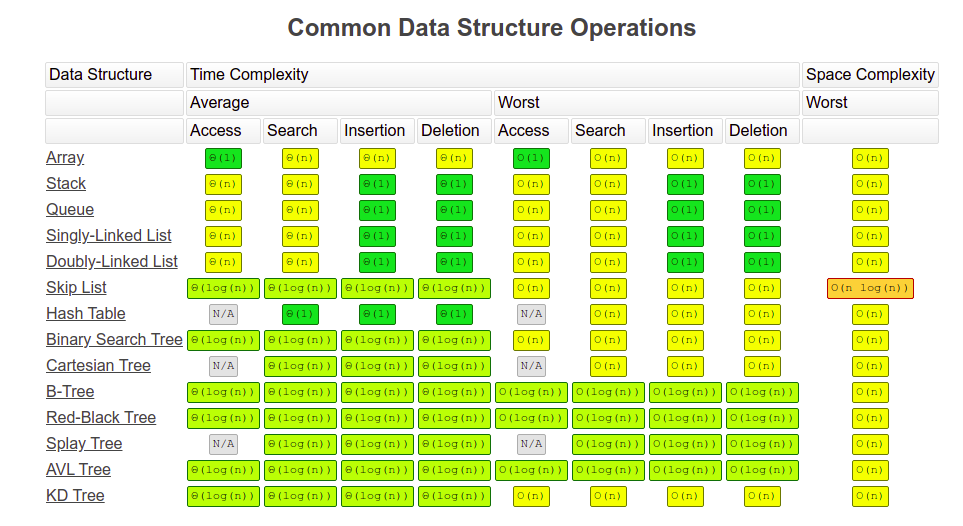 Common Data Structure Operations
Data Structure Time Complexity Space Complexity
Average Worst Worst
Access Search Insertion Deletion Access Search Insertion Deletion
Array Θ(1) Θ(n) Θ(n) Θ(n) O(1) O(n) O(n) O(n) O(n)
Stack Θ(n) Θ(n) Θ(1) Θ(1) O(n) O(n) O(1) O(1) O(n)
Queue Θ(n) Θ(n) Θ(1) Θ(1) O(n) O(n) O(1) O(1) O(n)
Singly-Linked List Θ(n) Θ(n) Θ(1) Θ(1) O(n) O(n) O(1) O(1) O(n)
Doubly-Linked List Θ(n) Θ(n) Θ(1) Θ(1) O(n) O(n) O(1) O(1) O(n)
Skip List Θ(log(n)) Θ(log(n)) Θ(log(n)) Θ(log(n)) O(n) O(n) O(n) O(n) O(n log(n))
Hash Table N/A Θ(1) Θ(1) Θ(1) N/A O(n) O(n) O(n) O(n)
Binary Search Tree Θ(log(n)) Θ(log(n)) Θ(log(n)) Θ(log(n)) O(n) O(n) O(n) O(n) O(n)
Cartesian Tree N/A Θ(log(n)) Θ(log(n)) Θ(log(n)) N/A O(n) O(n) O(n) O(n)
B-Tree Θ(log(n)) Θ(log(n)) Θ(log(n)) Θ(log(n)) O(log(n)) O(log(n)) O(log(n)) O(log(n)) O(n)
Red-Black Tree Θ(log(n)) Θ(log(n)) Θ(log(n)) Θ(log(n)) O(log(n)) O(log(n)) O(log(n)) O(log(n)) O(n)
Splay Tree N/A Θ(log(n)) Θ(log(n)) Θ(log(n)) N/A O(log(n)) O(log(n)) O(log(n)) O(n)
AVL Tree Θ(log(n)) Θ(log(n)) Θ(log(n)) Θ(log(n)) O(log(n)) O(log(n)) O(log(n)) O(log(n)) O(n)
KD Tree Θ(log(n)) Θ(log(n)) Θ(log(n)) Θ(log(n)) O(n) O(n) O(n) O(n) O(n)